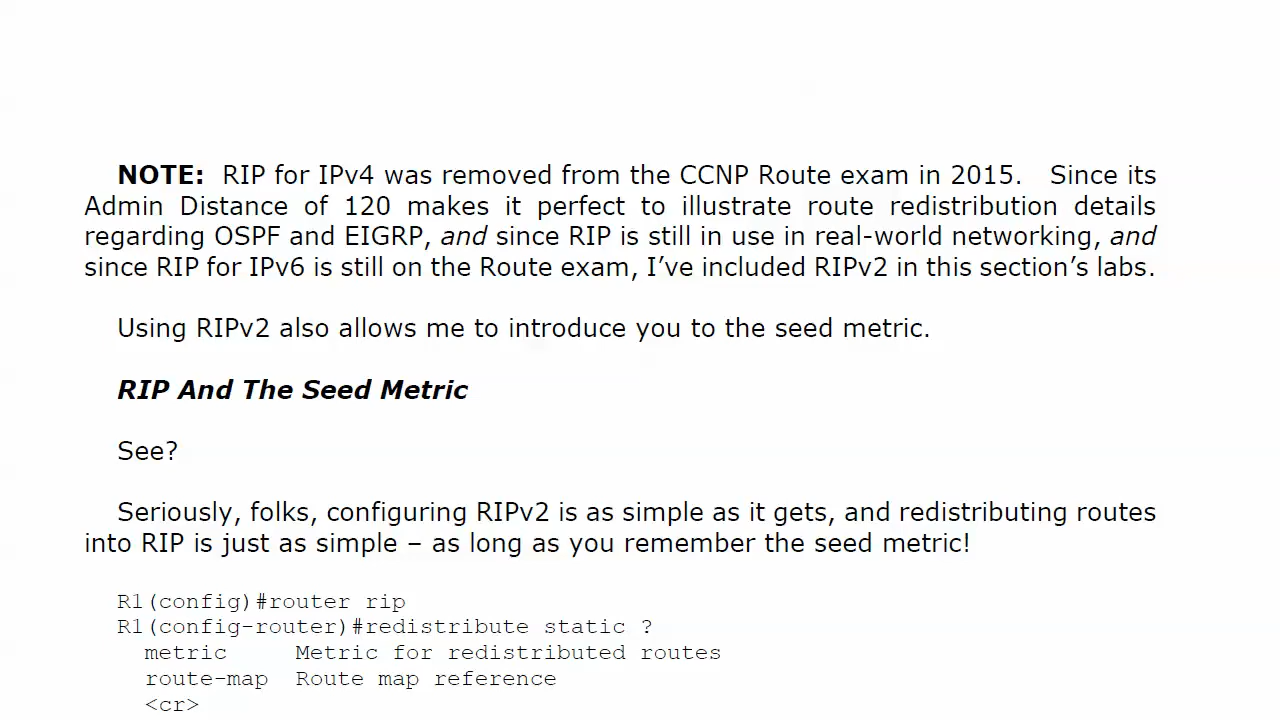 NOTE: RIP for IPv4 was removed from the CCNP Route exam in 2015. Since its
Admin Distance of 120 makes it perfect to illustrate route redistribution details
regarding OSPF and EIGRP, and since RIP is still in use in real-world networking, and
since RIP for IPv6 is still on the Route exam, I’ve included RIPv2 in this section’s labs.
Using RIPv2 also allows me to introduce you to the seed metric.
RIP And The Seed Metric
See?
Seriously, folks, configuring RIPv2 is as simple as it gets, and redistributing routes
into RIP is just as simple – as long as you remember the seed metric!
R1(config)#router rip
R1(config-router)#redistribute static ?
metric Metric for redistributed routes
route-map Route map reference
<cr>